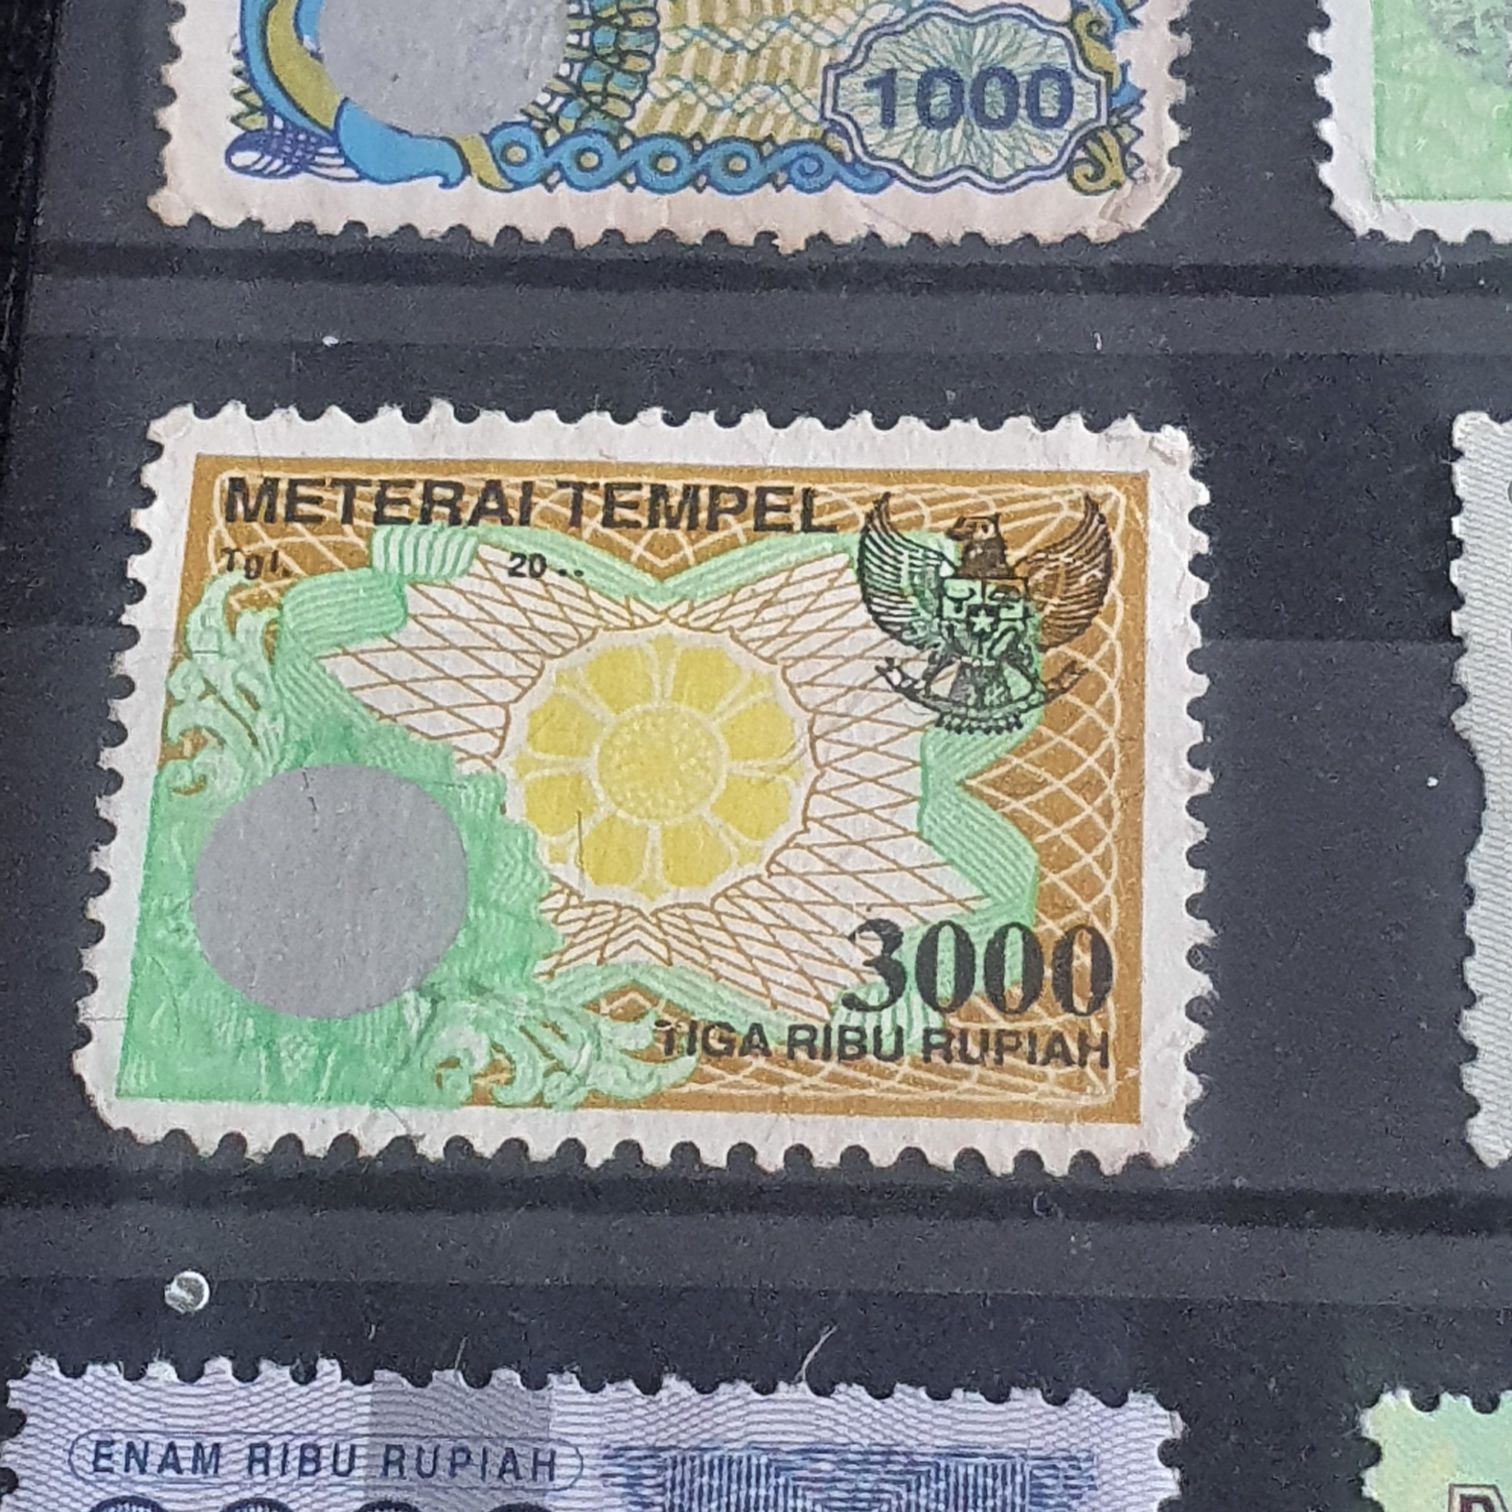 1000
METERAI TEMPEL
Tgl. 20..
3000
TIGA RIBU RUPIAH
ENAM RIBU RUPIAH